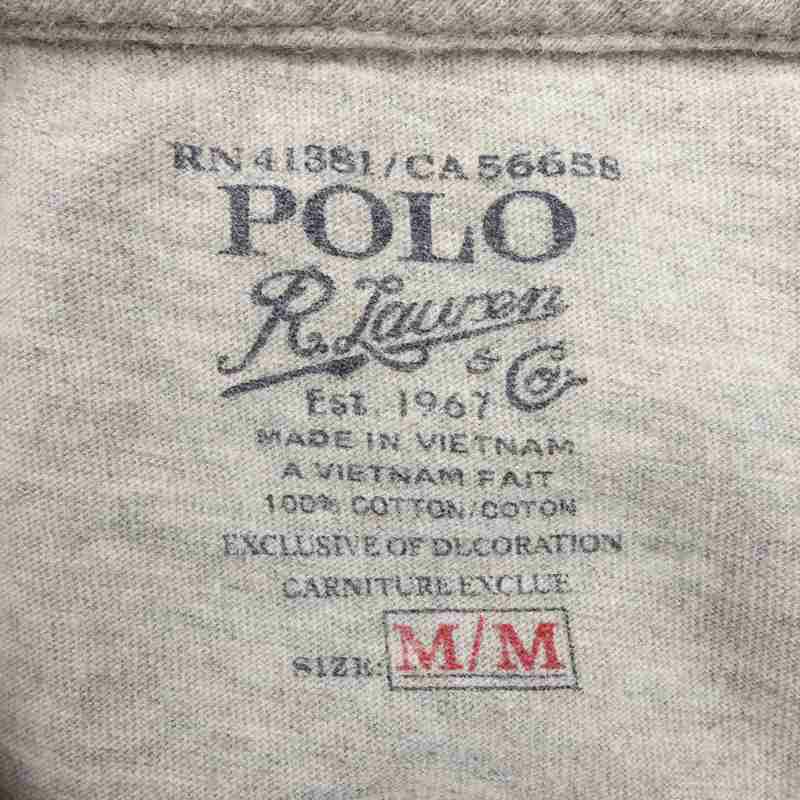 RN 41381/CA 56658
POLO
R. Lauren
& Co.
Est. 1967
MADE IN VIETNAM
A VIETNAM FAIT
100% COTTON/COTON
EXCLUSIVE OF DECORATION
GARNITURE EXCLUE
SIZE: M/M